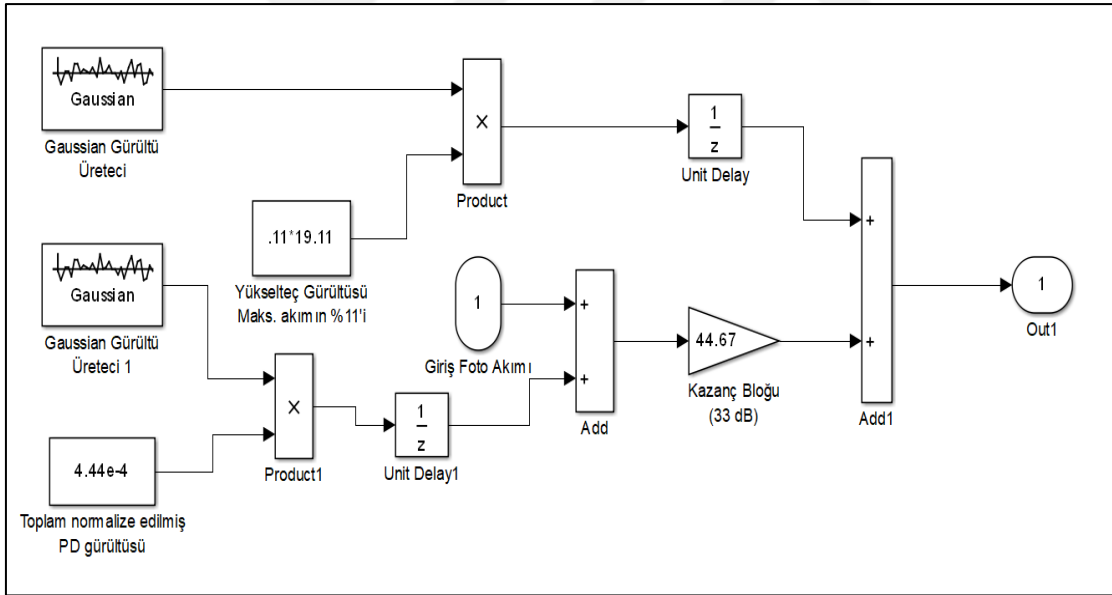 Gaussian
Gaussian Gürültü
Üreteci
X
Product
1
z
Unit Delay
.11*19.11
Yükselteç Gürültüsü
Maks. akımın %11'i
Gaussian
Gaussian Gürültü
Üreteci 1
1
Giriş Foto Akımı
+
+
Add
44.67
Kazanç Bloğu
(33 dB)
+
+
Add1
1
Out1
X
Product1
1
z
Unit Delay1
4.44e-4
Toplam normalize edilmiş
PD gürültüsü